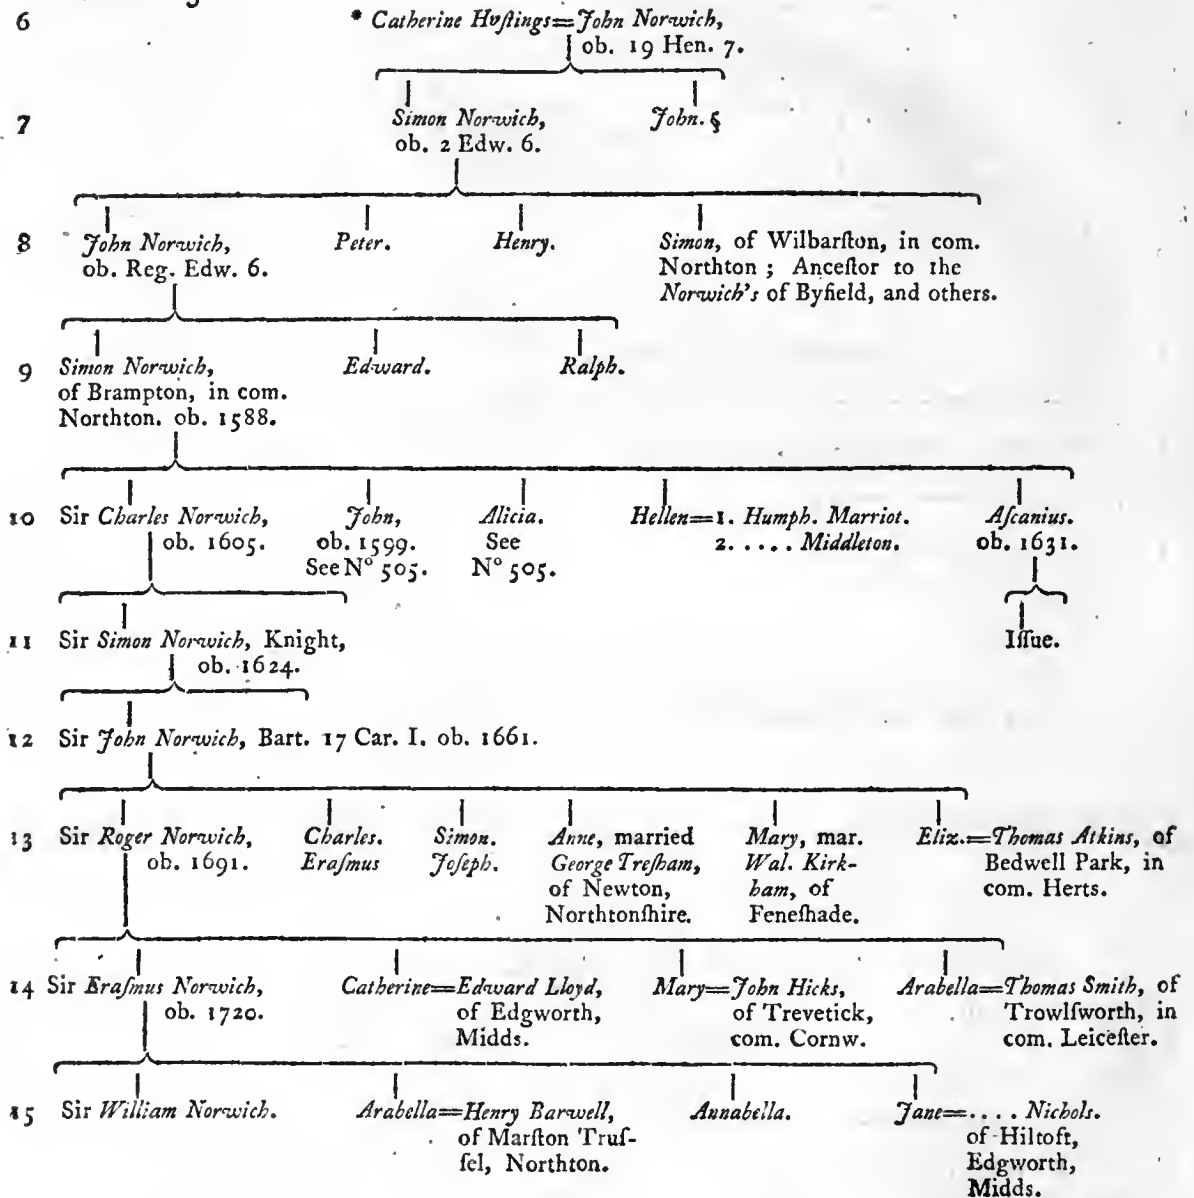 6 * Catherine Hаſtings=John Norwich,
ob. 19 Hen. 7.
7 Simon Norwich, John. §
ob. 2 Edw. 6.
8 John Norwich, Peter. Henry. Simon, of Wilbarſton, in com.
ob. Reg. Edw. 6. Northton ; Anceſtor to the
Norwich's of Byfield, and others.
9 Simon Norwich, Edward. Ralph.
of Brampton, in com.
Northton. ob. 1588.
10 Sir Charles Norwich, John, Alicia. Hellen=1. Humph. Marriot. Aſcanius.
ob. 1605. ob. 1599. See 2. .... Middleton. ob. 1631.
See N° 505. N° 505.
11 Sir Simon Norwich, Knight, Iſſue.
ob. 1624.
12 Sir John Norwich, Bart. 17 Car. I. ob. 1661.
13 Sir Roger Norwich, Charles. Simon. Anne, married Mary, mar. Eliz.=Thomas Atkins, of
ob. 1691. Eraſmus Joſeph. George Treſham, Wal. Kirk- Bedwell Park, in
of Newton, ham, of com. Herts.
Northtonſhire. Feneſhade.
14 Sir Eraſmus Norwich, Catherine=Edward Lloyd, Mary=John Hicks, Arabella=Thomas Smith, of
ob. 1720. of Edgworth, of Trevetick, Trowlſworth, in
Midds. com. Cornw. com. Leiceſter.
15 Sir William Norwich. Arabella=Henry Barwell, Annabella. Jane=.... Nichols.
of Marſton Truſ- of Hiltoft,
ſel, Northton. Edgworth,
Midds.